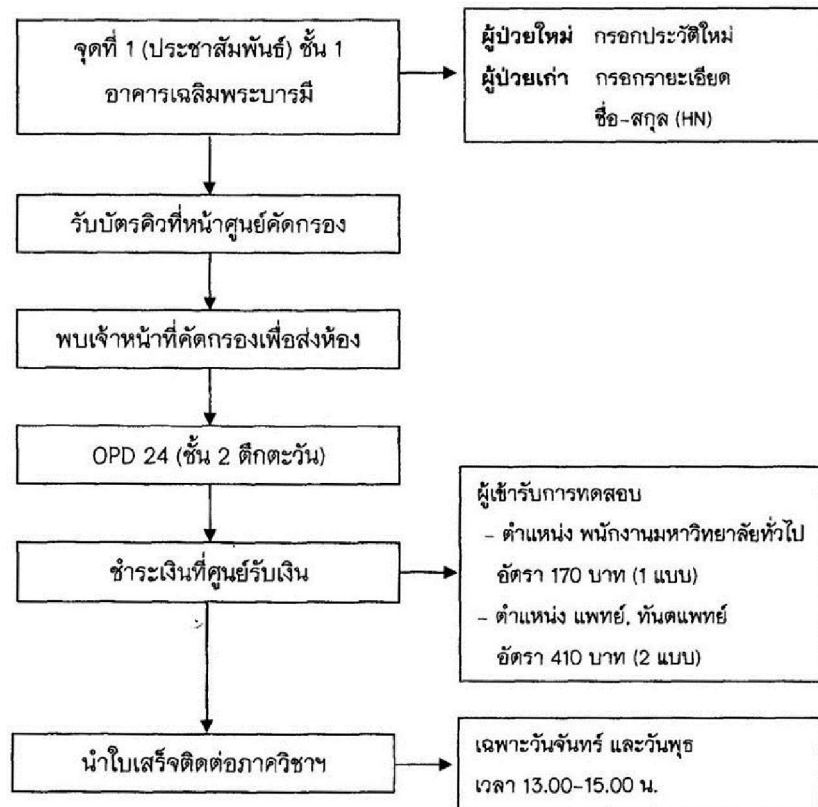 จุดที่ 1 (ประชาสัมพันธ์) ชั้น 1
อาคารเฉลิมพระบารมี
ผู้ป่วยใหม่ กรอกประวัติใหม่
ผู้ป่วยเก่า กรอกรายะเอียด
ชื่อ-สกุล (HN)
รับบัตรคิวที่หน้าศูนย์คัดกรอง
พบเจ้าหน้าที่คัดกรองเพื่อส่งห้อง
OPD 24 (ชั้น 2 ตึกตะวัน)
ชำระเงินที่ศูนย์รับเงิน
ผู้เข้ารับการทดสอบ
- ตำแหน่ง พนักงานมหาวิทยาลัยทั่วไป
อัตรา 170 บาท (1 แบบ)
- ตำแหน่ง แพทย์, ทันตแพทย์
อัตรา 410 บาท (2 แบบ)
นำใบเสร็จติดต่อภาควิชาฯ
เฉพาะวันจันทร์ และวันพุธ
เวลา 13.00-15.00 น.